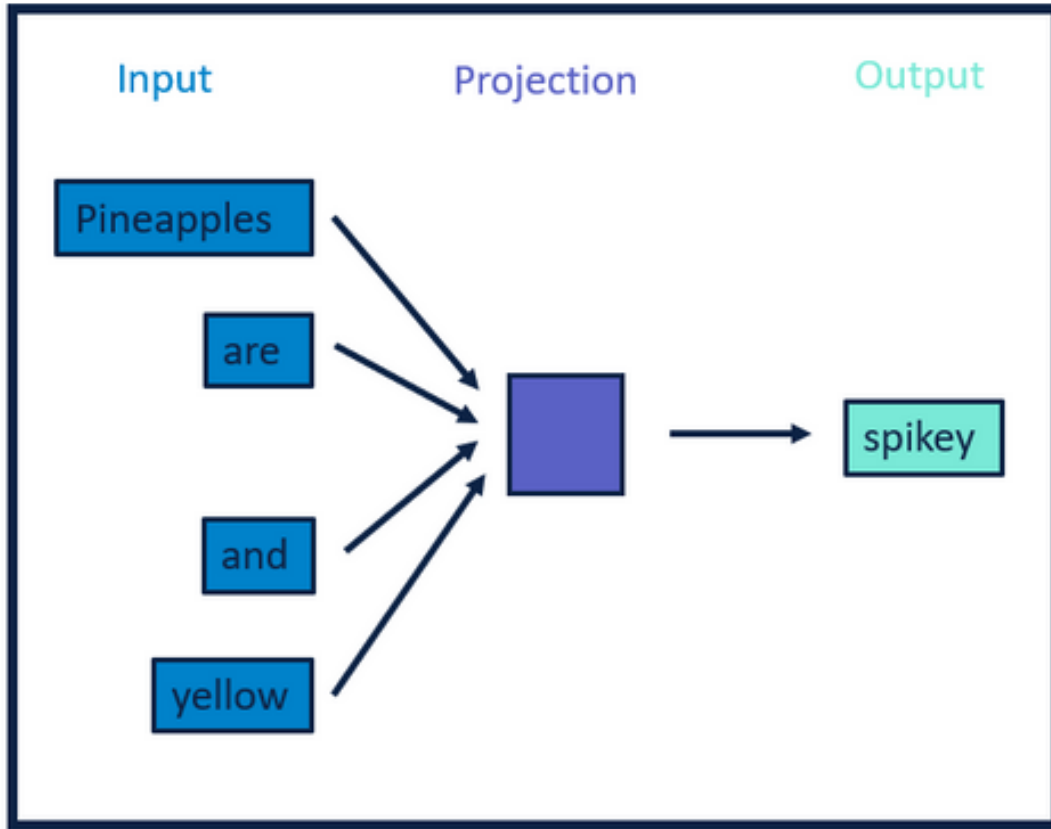 Input
Projection
Output
Pineapples
are
and
yellow
spikey